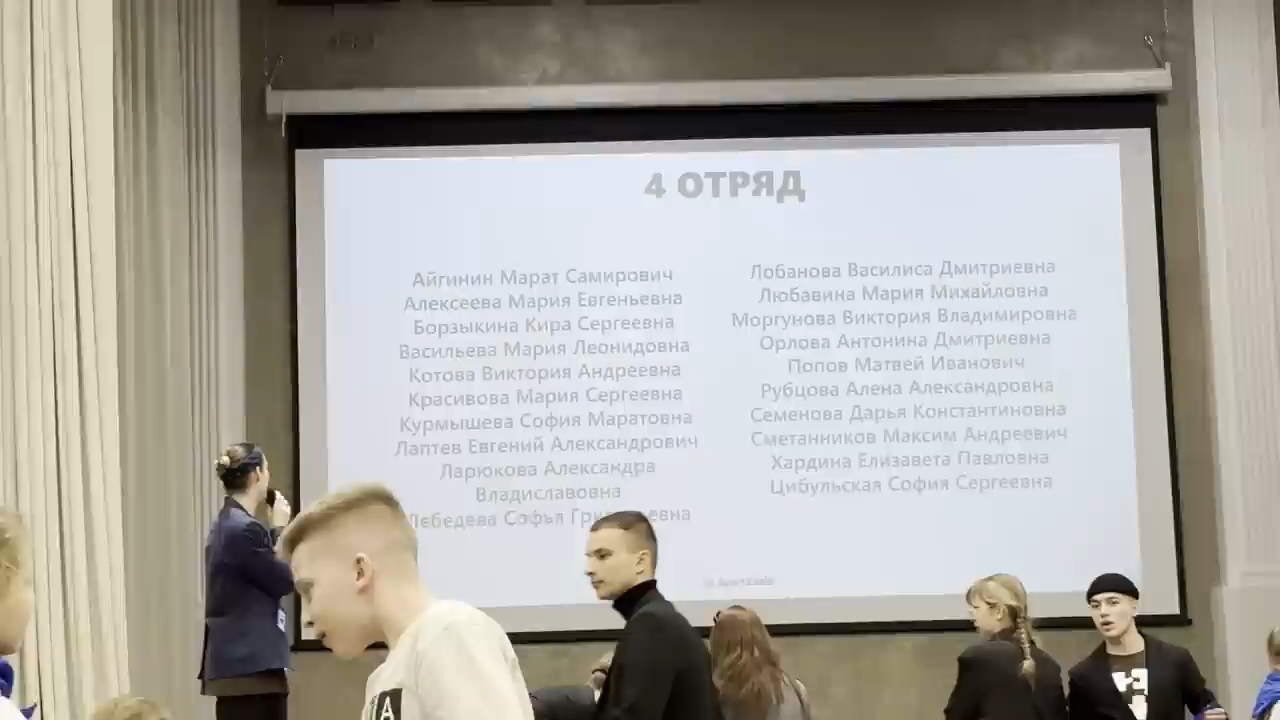 4 ОТРЯД
Айгинин Марат Самирович
Алексеева Мария Евгеньевна
Борзыкина Кира Сергеевна
Васильева Мария Леонидовна
Котова Виктория Андреевна
Красивова Мария Сергеевна
Курмышева София Маратовна
Лаптев Евгений Александрович
Ларюкова Александра
Владиславовна
Лебедева Софья
Лобанова Василиса Дмитриевна
Любавина Мария Михайловна
Моргунова Виктория Владимировна
Орлова Антонина Дмитриевна
Попов Матвей Иванович
Рубцова Алена Александровна
Семенова Дарья Константиновна
Сметанников Максим Андреевич
Хардина Елизавета Павловна
Цибульская София Сергеевна